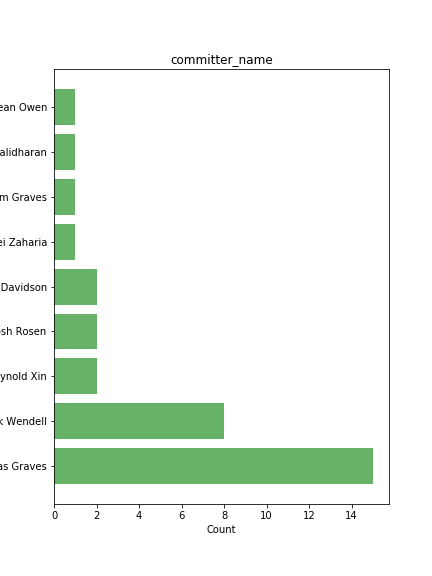 committer_name
ean Owen
alidharan
m Graves
ei Zaharia
Davidson
sh Rosen
ynold Xin
k Wendell
as Graves
0 2 4 6 8 10 12 14
Count